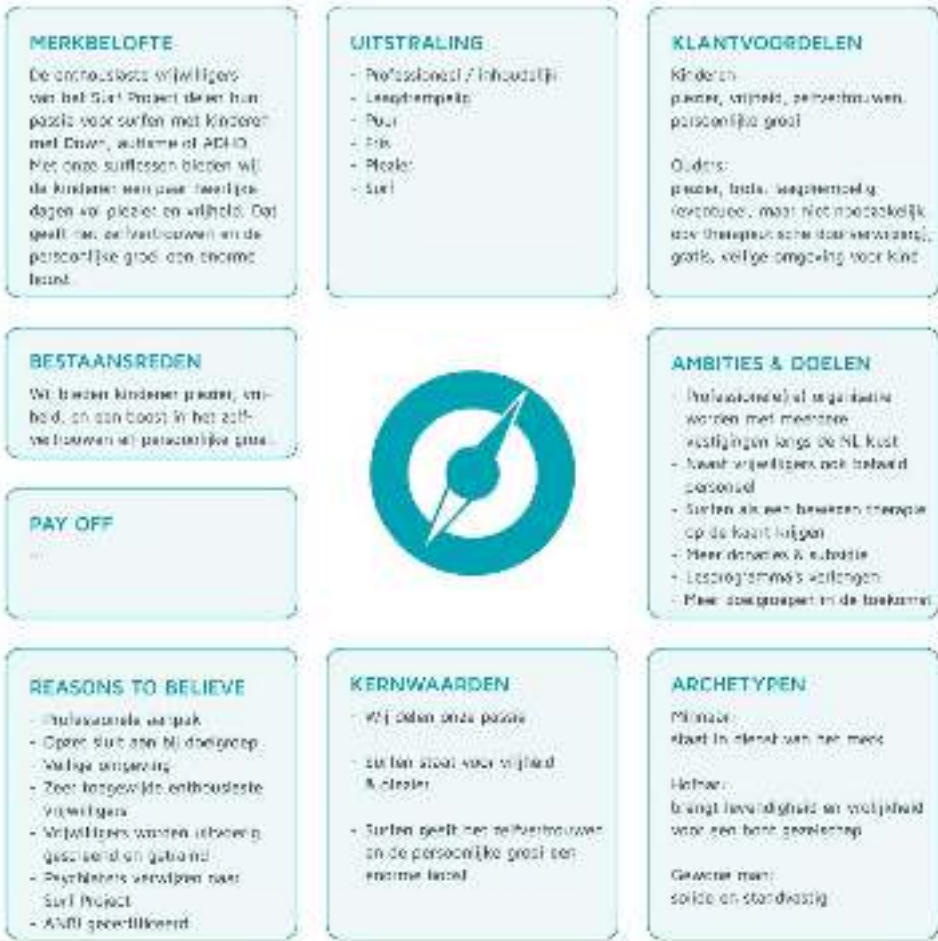 MERKBELOFTE
De enthousiaste vrijwilligers
van het Surf Project delen hun
passie voor surfen met kinderen
met Down, autisme of ADHD.
Met onze surflessen bieden wij
de kinderen een paar heerlijke
dagen vol plezier en vrijheid. Dat
geeft het zelfvertrouwen en de
persoonlijke groei een enorme
boost.
UITSTRALING
- Professioneel / inhoudelijk
- Laagdrempelig
- Puur
- Fris
- Plezier
- Surf
KLANTVOORDELEN
Kinderen:
plezier, vrijheid, zelfvertrouwen,
persoonlijke groei
Ouders:
plezier, trots, laagdrempelig
(eventueel, maar niet noodzakelijk
obv therapeutische doorverwijzing),
gratis, veilige omgeving voor kind
BESTAANSREDEN
Wij bieden kinderen plezier, vrij-
heid, en een boost in het zelf-
vertrouwen en persoonlijke groei.
PAY OFF
...
AMBITIES & DOELEN
- Professionele(re) organisatie
worden met meerdere
vestigingen langs de NL kust
- Naast vrijwilligers ook betaald
personeel
- Surfen als een bewezen therapie
op de kaart krijgen
- Meer donaties & subsidie
- Lesprogramma's verlengen
- Meer doelgroepen in de toekomst
REASONS TO BELIEVE
- Professionele aanpak
- Opzet sluit aan bij doelgroep
- Veilige omgeving
- Zeer toegewijde enthousiaste
vrijwilligers
- Vrijwilligers worden uitvoerig
gescreend en getraind
- Psychiaters verwijzen naar
Surf Project
- ANBI gecertificeerd
KERNWAARDEN
- Wij delen onze passie
- Surfen staat voor vrijheid
& plezier
- Surfen geeft het zelfvertrouwen
en de persoonlijke groei een
enorme boost
ARCHETYPEN
Minnaar:
staat in dienst van het merk
Hofnar:
brengt levendigheid en vrolijkheid
voor een bont gezelschap
Gewone man:
solide en standvastig